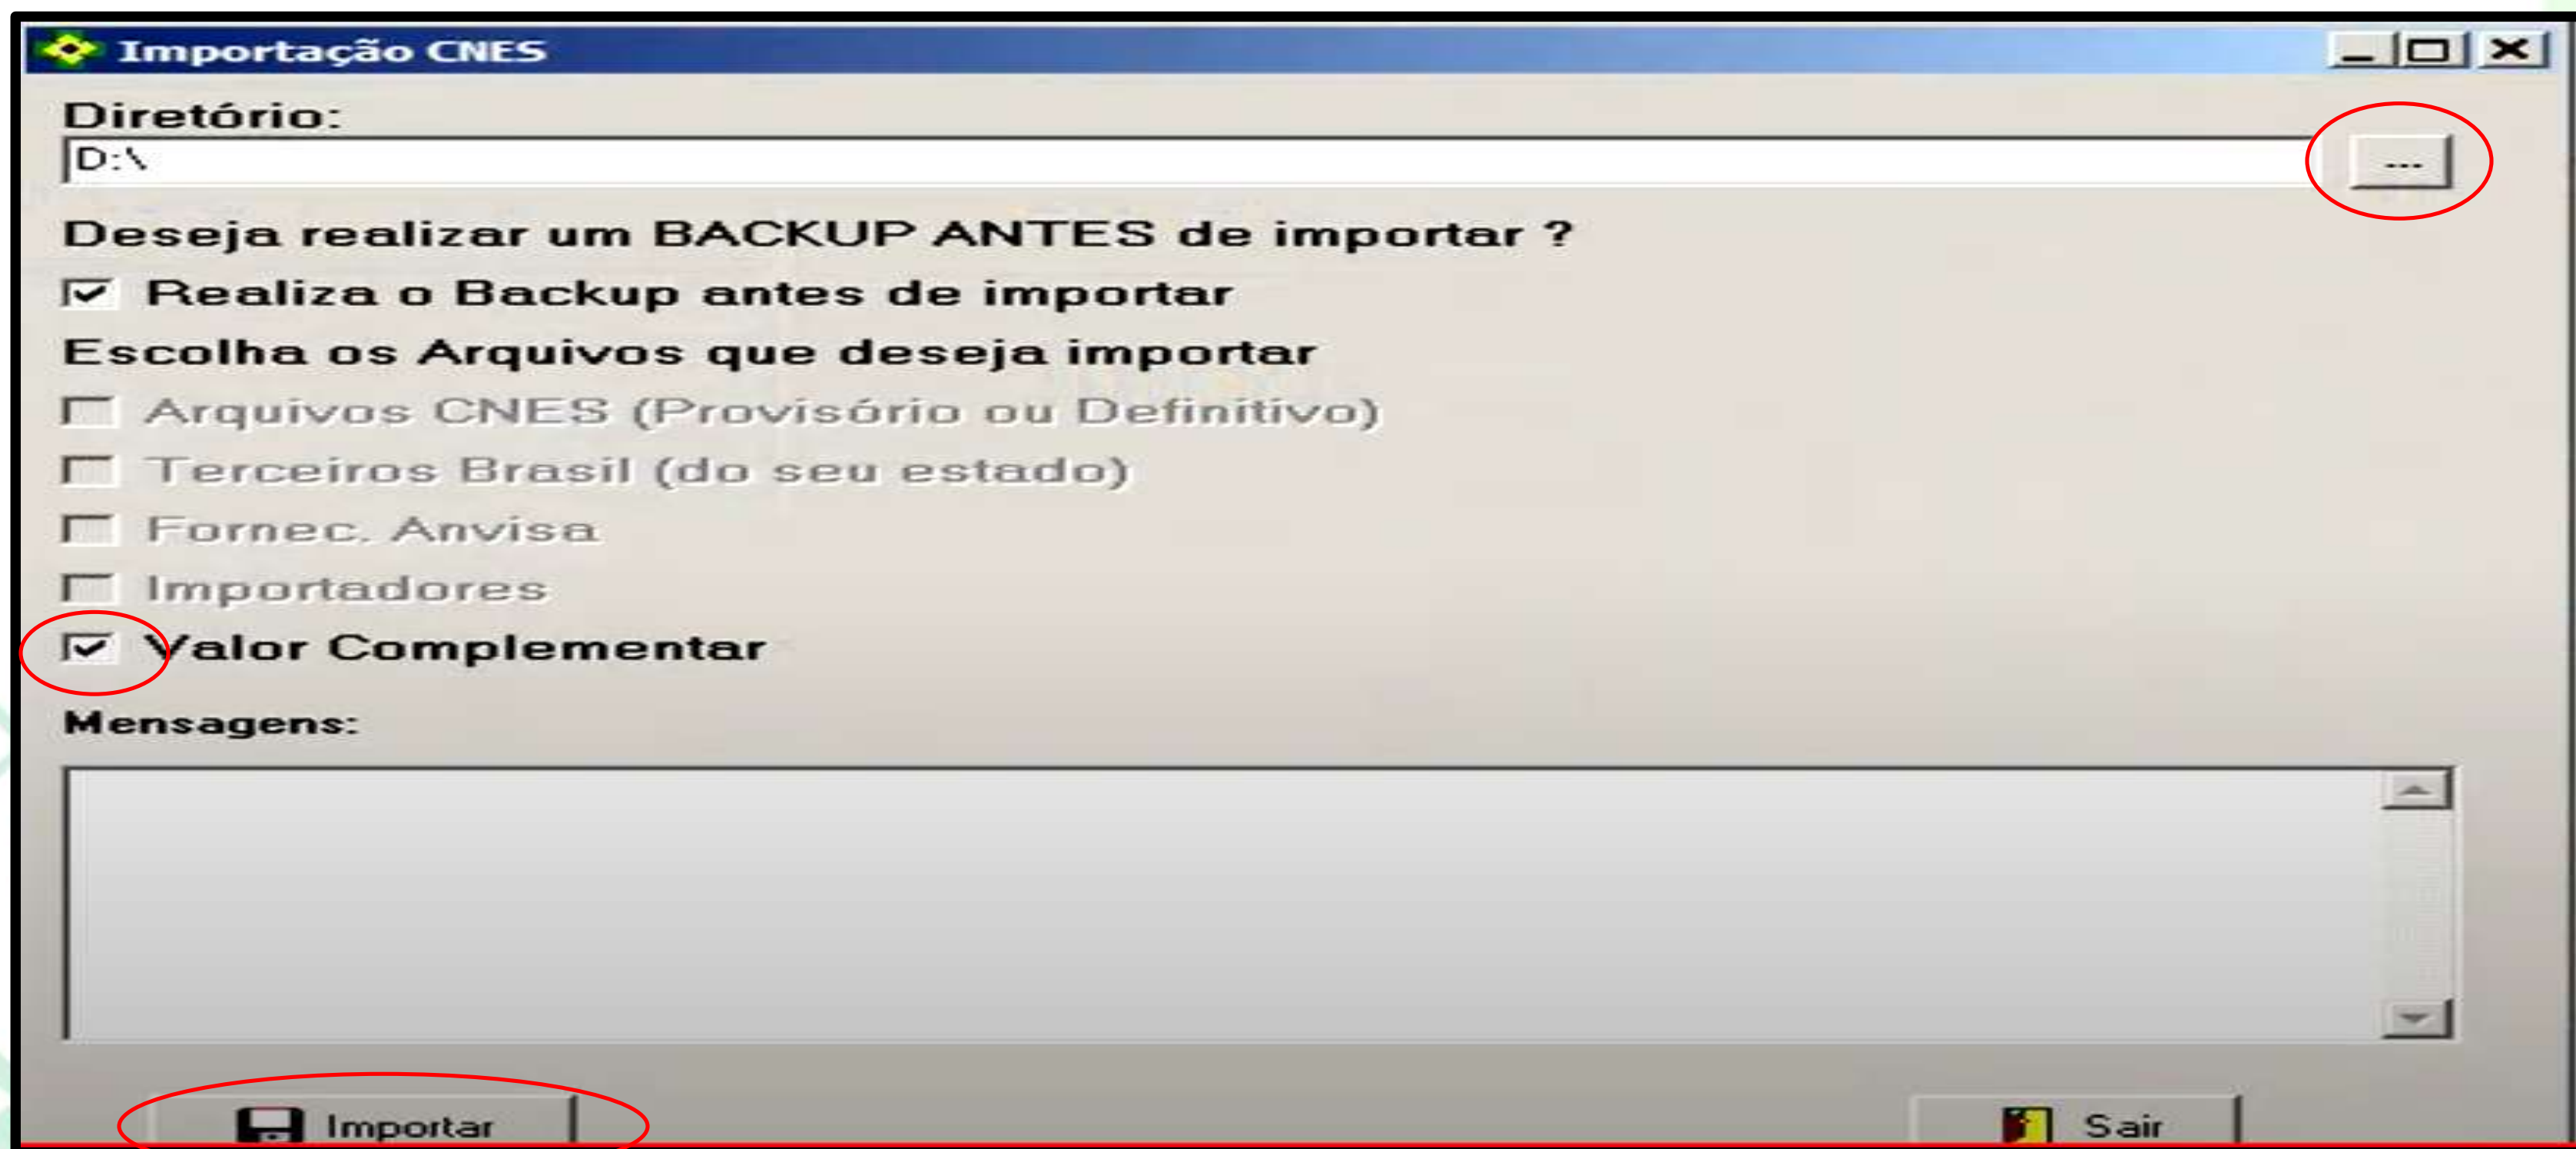 Importação CNES
Diretório:
D:\
...
Deseja realizar um BACKUP ANTES de importar ?
Realiza o Backup antes de importar
Escolha os Arquivos que deseja importar
Arquivos CNES (Provisório ou Definitivo)
Terceiros Brasil (do seu estado)
Fornec. Anvisa
Importadores
Valor Complementar
Mensagens:
Importar
Sair